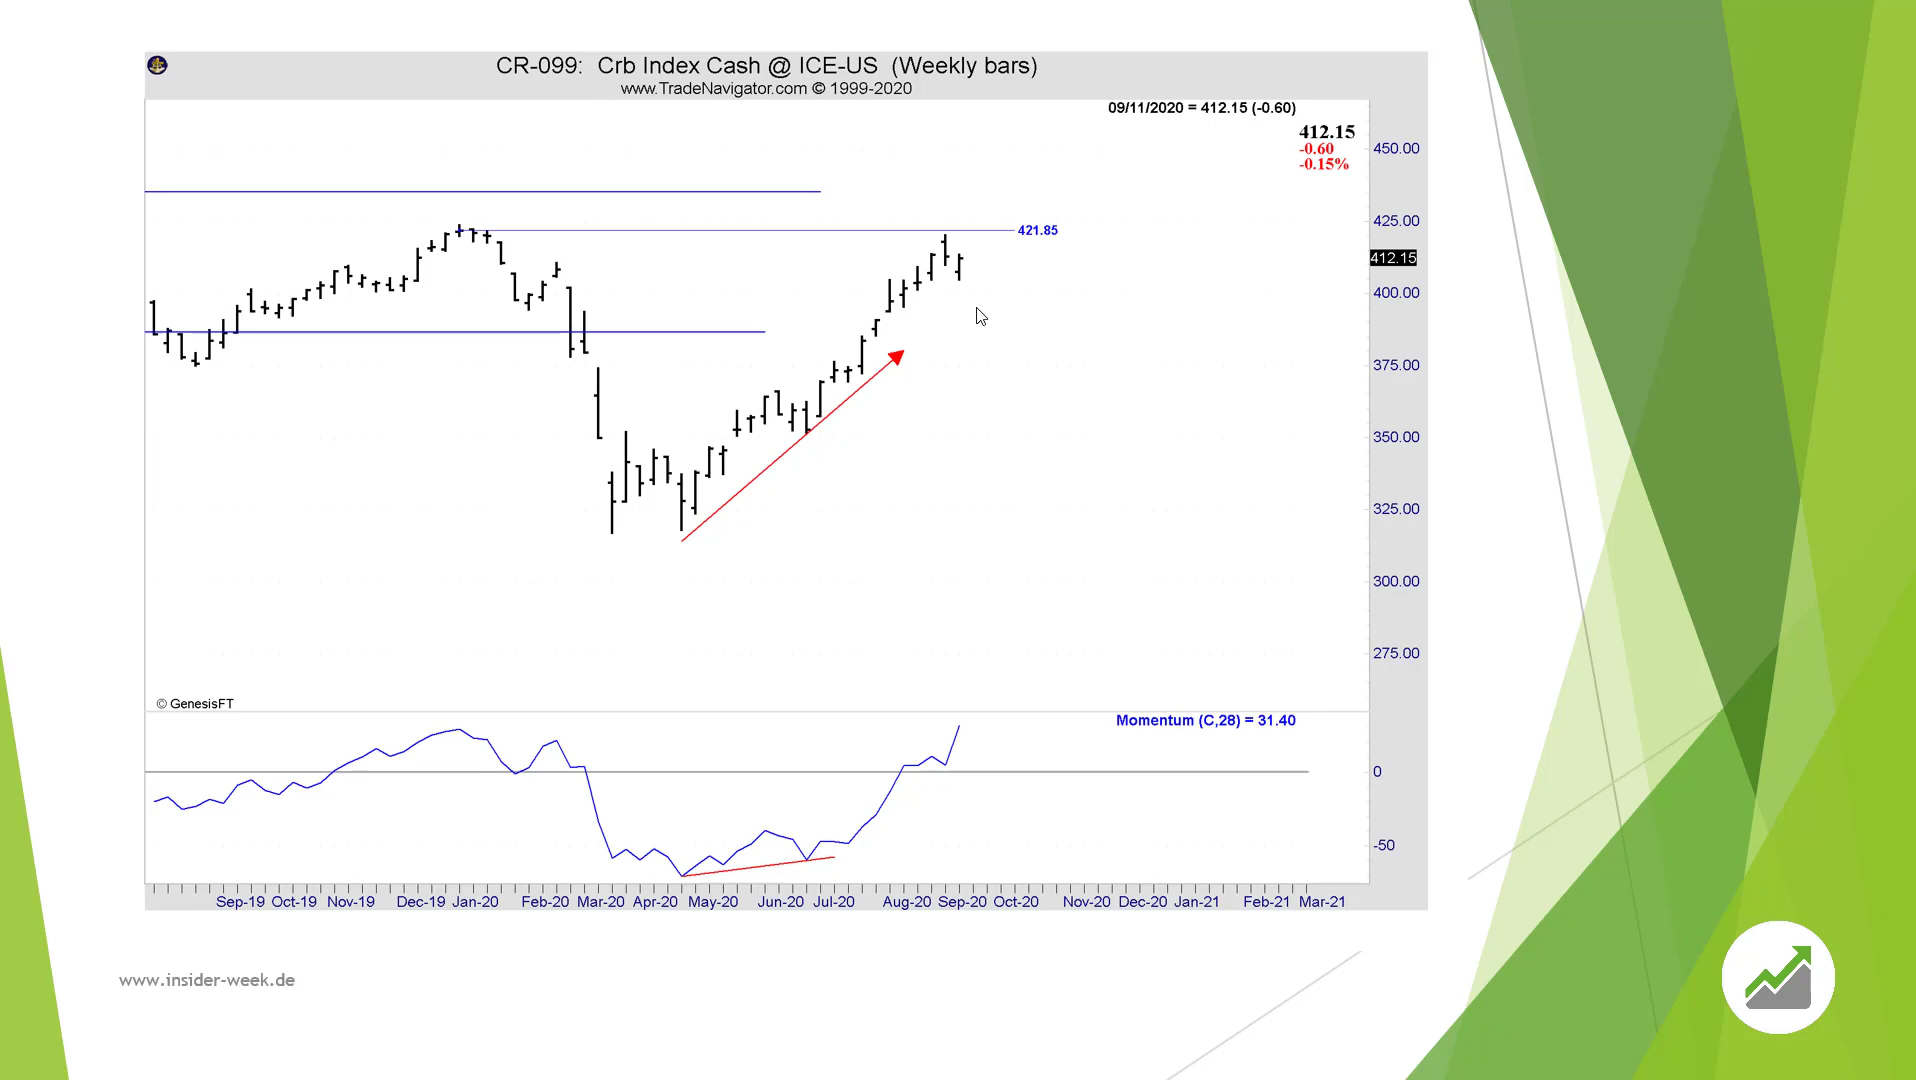 CR-099: Crb Index Cash @ ICE-US (Weekly bars)
www.TradeNavigator.com © 1999-2020
09/11/2020 = 412.15 (-0.60)
412.15
-0.60
-0.15%
450.00
425.00
421.85
412.15
400.00
375.00
350.00
325.00
300.00
275.00
© GenesisFT
Momentum (C,28) = 31.40
0
-50
Sep-19 Oct-19 Nov-19 Dec-19 Jan-20 Feb-20 Mar-20 Apr-20 May-20 Jun-20 Jul-20 Aug-20 Sep-20 Oct-20 Nov-20 Dec-20 Jan-21 Feb-21 Mar-21
www.insider-week.de